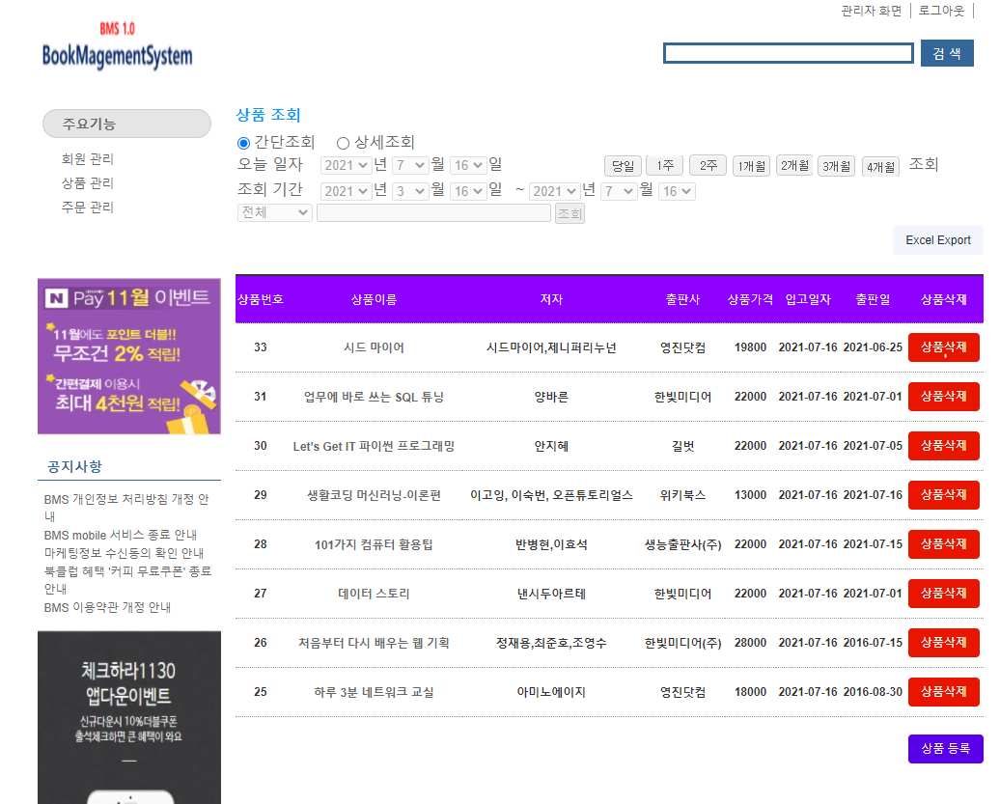 관리자 화면 로그아웃
BMS 1.0
BookMagementSystem
검 색
주요기능
회원 관리
상품 관리
주문 관리
상품 조회
간단조회 상세조회
오늘 일자 2021 년 7 월 16 일 당일 1주 2주 1개월 2개월 3개월 4개월 조회
조회 기간 2021 년 3 월 16 일 ~ 2021 년 7 월 16
전체 조회
Excel Export
N Pay 11월 이벤트
11월에도 포인트 더블!!
무조건 2% 적립!
간편결제 이용시
최대 4천원 적립!
공지사항
BMS 개인정보 처리방침 개정 안
내
BMS mobile 서비스 종료 안내
마케팅정보 수신동의 확인 안내
북클럽 혜택 '커피 무료쿠폰' 종료
안내
BMS 이용약관 개정 안내
체크하라1130
앱다운이벤트
신규다운시 10%더블쿠폰
출석체크하면 큰 혜택이 와요
상품번호 상품이름 저자 출판사 상품가격 입고일자 출판일 상품삭제
33 시드 마이어 시드마이어,제니퍼리누넌 영진닷컴 19800 2021-07-16 2021-06-25 상품삭제
31 업무에 바로 쓰는 SQL 튜닝 양바른 한빛미디어 22000 2021-07-16 2021-07-01 상품삭제
30 Let's Get IT 파이썬 프로그래밍 안지혜 길벗 22000 2021-07-16 2021-07-05 상품삭제
29 생활코딩 머신러닝-이론편 이고잉, 이숙번, 오픈튜토리얼스 위키북스 13000 2021-07-16 2021-07-16 상품삭제
28 101가지 컴퓨터 활용팁 반병현,이효석 생능출판사(주) 22000 2021-07-16 2021-07-15 상품삭제
27 데이터 스토리 낸시두아르테 한빛미디어 22000 2021-07-16 2021-07-01 상품삭제
26 처음부터 다시 배우는 웹 기획 정재용,최준호,조영수 한빛미디어(주) 28000 2021-07-16 2016-07-15 상품삭제
25 하루 3분 네트워크 교실 아미노에이지 영진닷컴 18000 2021-07-16 2016-08-30 상품삭제
상품 등록